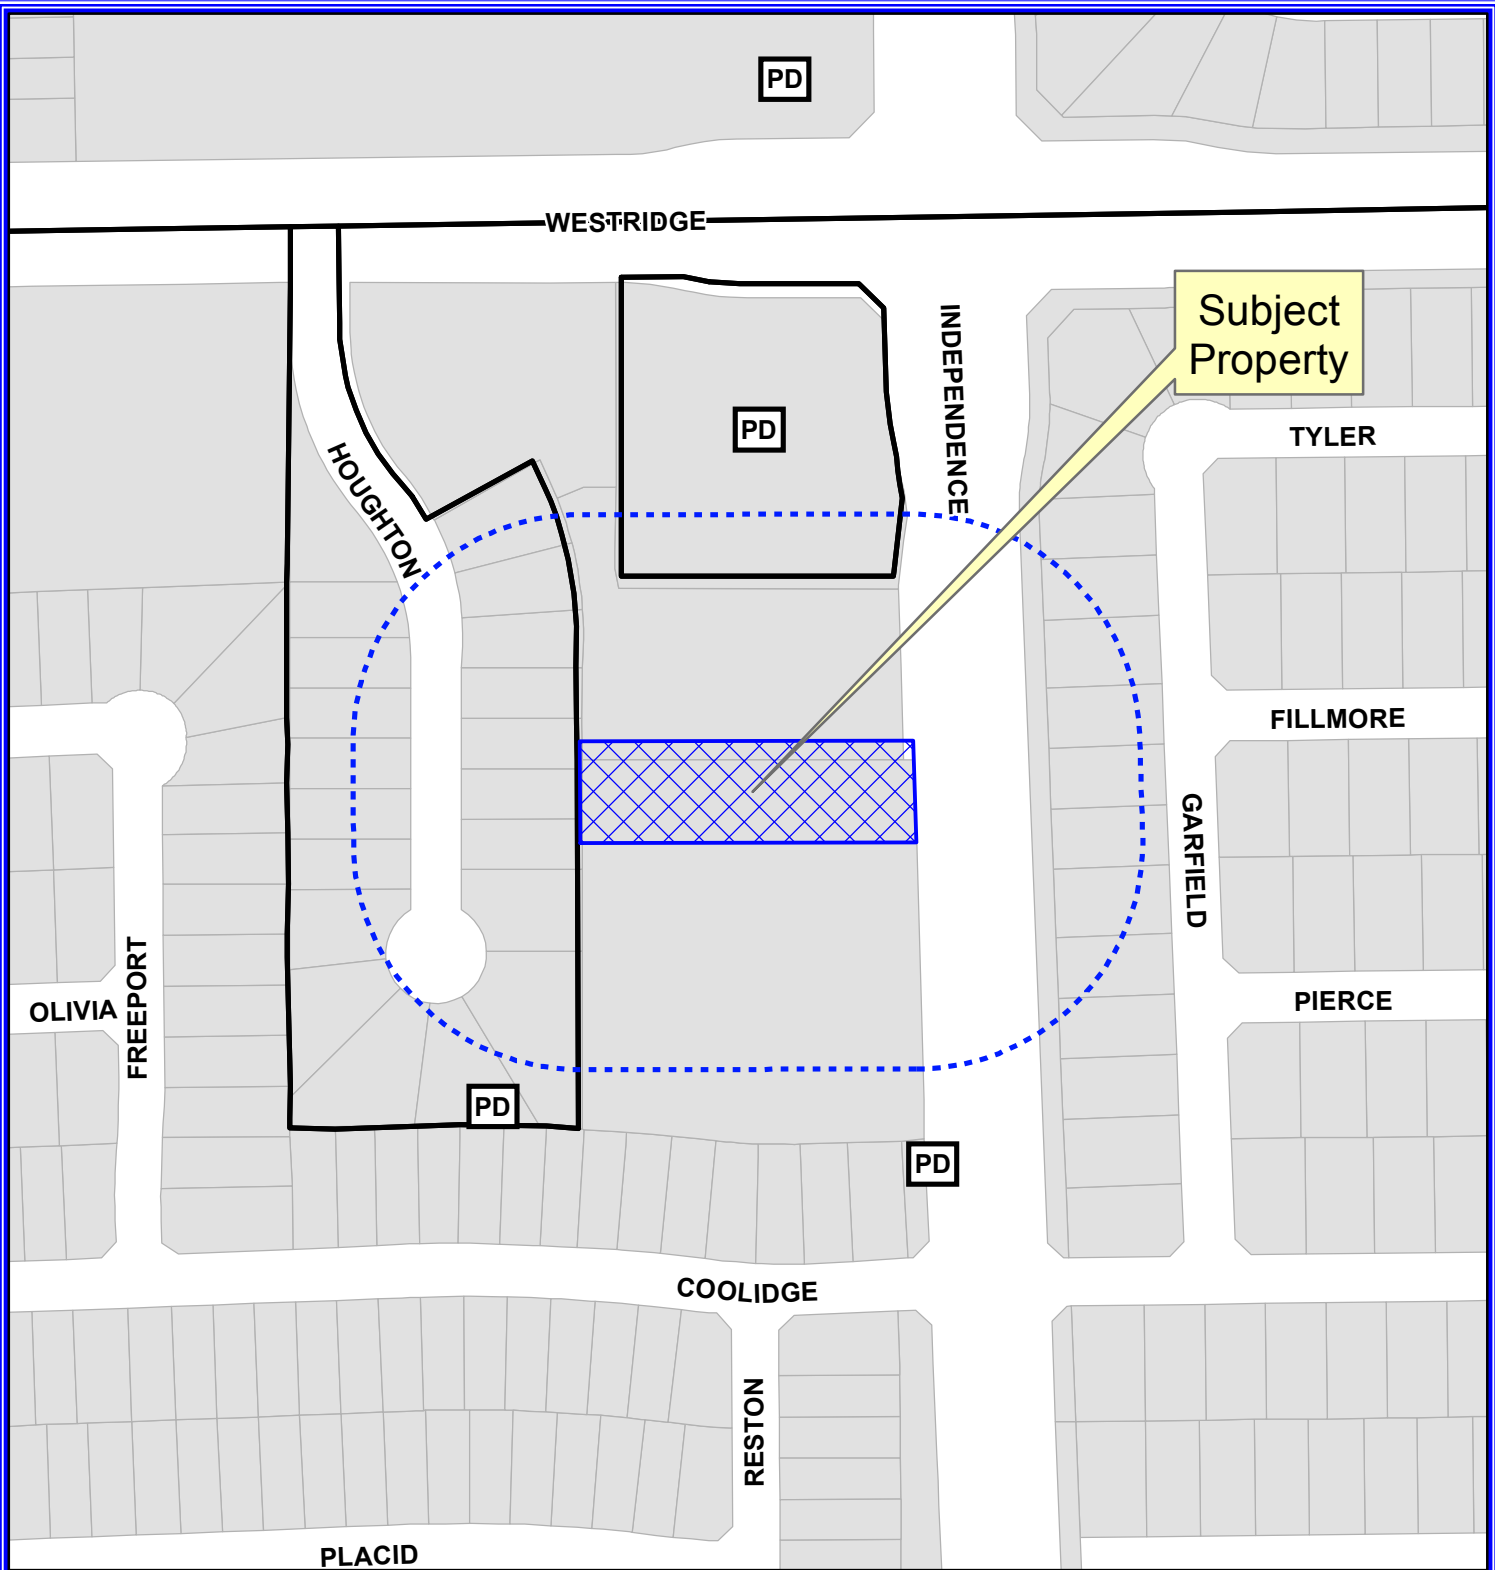 PD
WESTRIDGE
Subject
Property
INDEPENDENCE
PD
TYLER
HOUGHTON
FILLMORE
GARFIELD
FREEPORT
OLIVIA
PIERCE
PD
PD
COOLIDGE
RESTON
PLACID